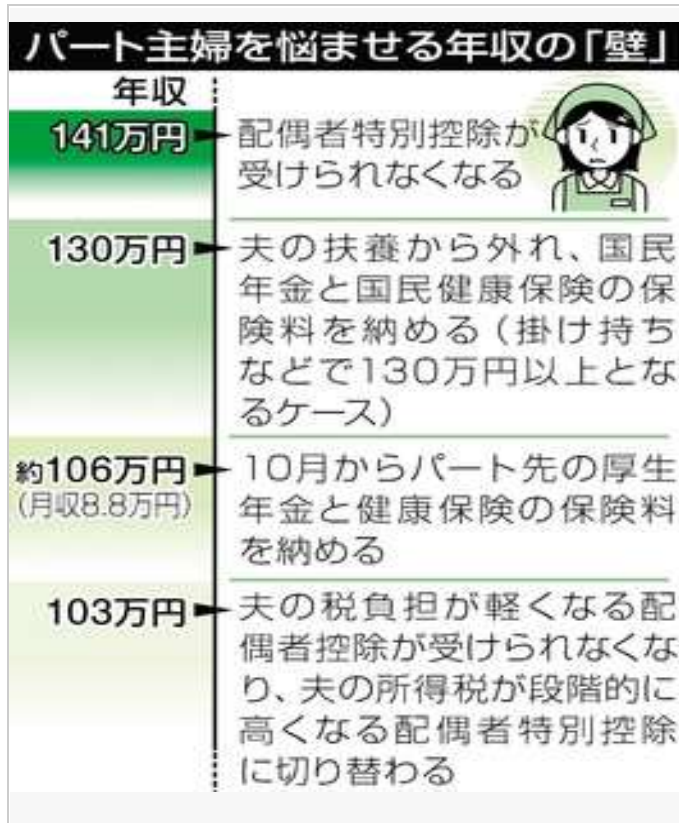 パート主婦を悩ませる年収の「壁」
年収
141万円
配偶者特別控除が
受けられなくなる
130万円
夫の扶養から外れ、国民
年金と国民健康保険の保
険料を納める（掛け持ち
などで130万円以上とな
るケース）
約106万円
（月収8.8万円）
10月からパート先の厚生
年金と健康保険の保険料
を納める
103万円
夫の税負担が軽くなる配
偶者控除が受けられなくな
り、夫の所得税が段階的に
高くなる配偶者特別控除
に切り替わる